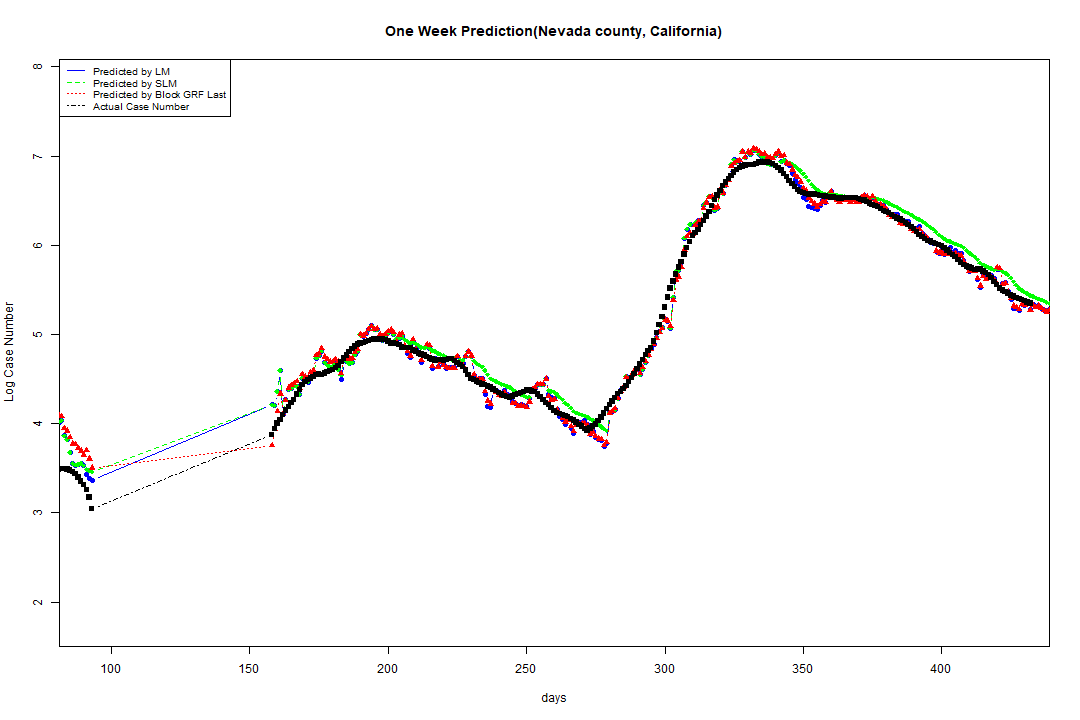 One Week Prediction(Nevada county, California)
Predicted by LM
Predicted by SLM
Predicted by Block GRF Last
Actual Case Number
8
7
6
5
4
3
2
Log Case Number
100 150 200 250 300 350 400
days